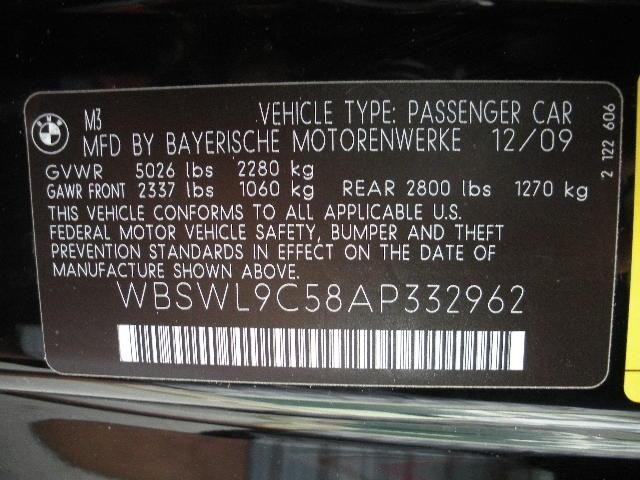 M3 VEHICLE TYPE: PASSENGER CAR
MFD BY BAYERISCHE MOTORENWERKE 12/09
GVWR 5026 lbs 2280 kg
GAWR FRONT 2337 lbs 1060 kg REAR 2800 lbs 1270 kg
THIS VEHICLE CONFORMS TO ALL APPLICABLE U.S.
FEDERAL MOTOR VEHICLE SAFETY, BUMPER AND THEFT
PREVENTION STANDARDS IN EFFECT ON THE DATE OF
MANUFACTURE SHOWN ABOVE.
WBSWL9C58AP332962
2 122 606
BMW